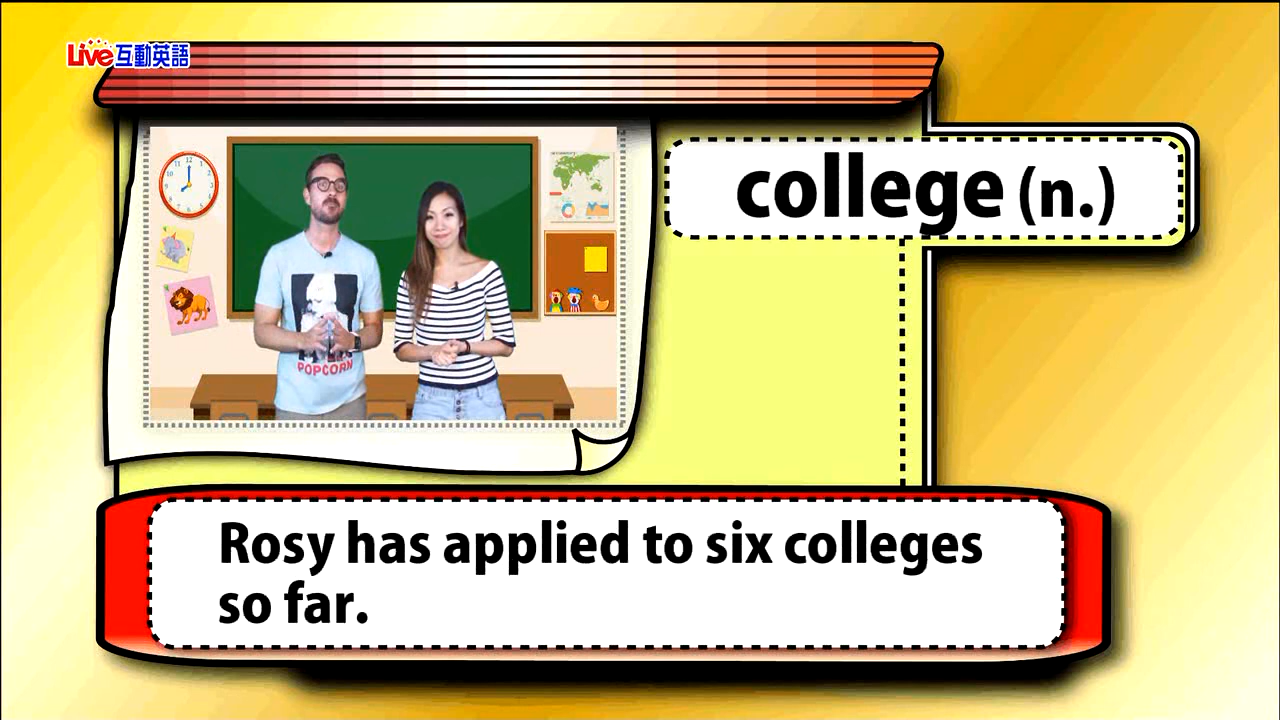 Live互動英語
college (n.)
POPCORN
Rosy has applied to six colleges
so far.